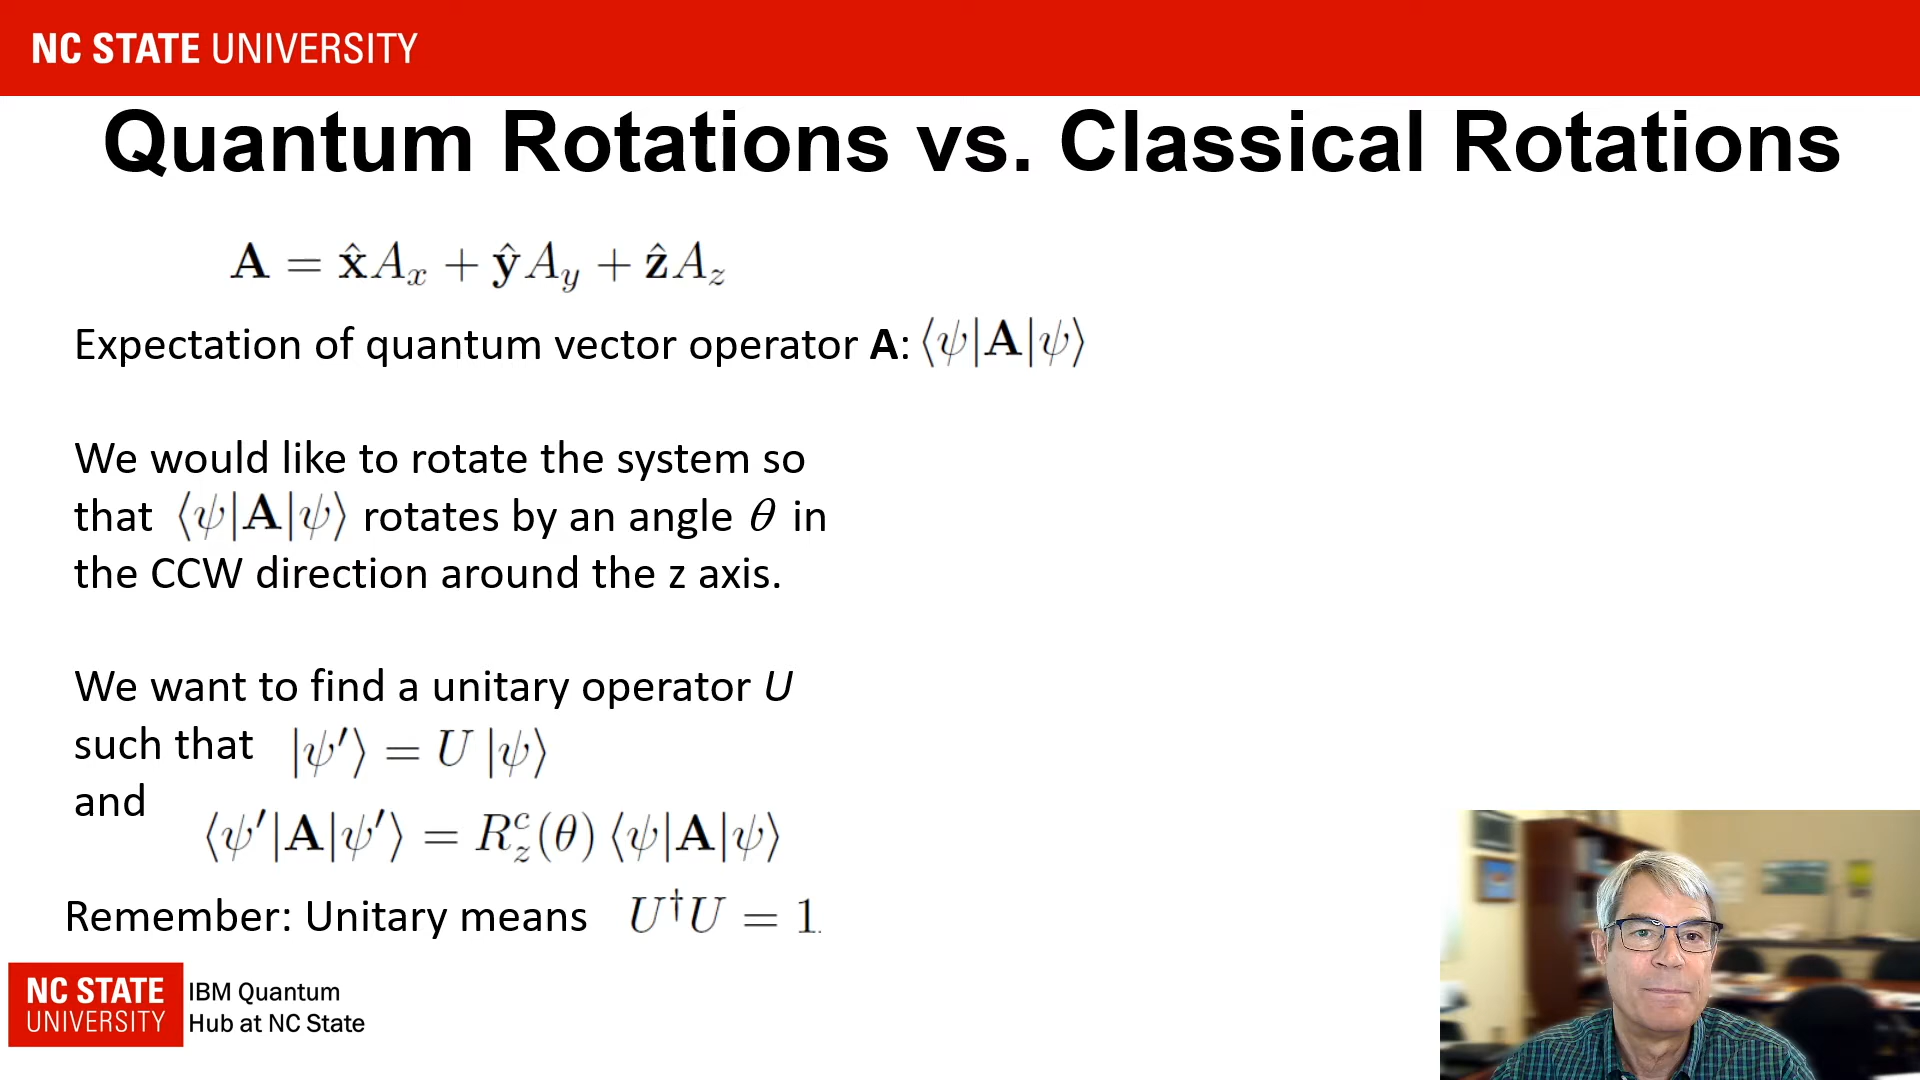 NC STATE UNIVERSITY
Quantum Rotations vs. Classical Rotations
𝐀 = x̂A_x + ŷA_y + ẑA_z
Expectation of quantum vector operator A: ⟨ψ|𝐀|ψ⟩
We would like to rotate the system so
that ⟨ψ|𝐀|ψ⟩ rotates by an angle θ in
the CCW direction around the z axis.
We want to find a unitary operator U
such that |ψ′⟩ = U |ψ⟩
and
⟨ψ′|𝐀|ψ′⟩ = R_z^c(θ) ⟨ψ|𝐀|ψ⟩
Remember: Unitary means U†U = 1.
NC STATE
UNIVERSITY
IBM Quantum
Hub at NC State